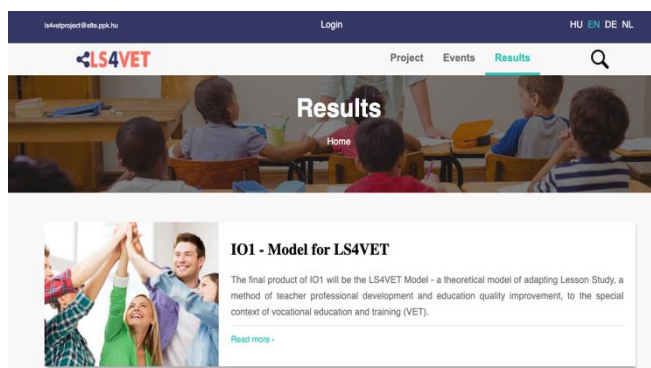 ls4vetproject@elte.ppk.hu Login HU EN DE NL
LS4VET Project Events Results
Results
Home
IO1 - Model for LS4VET
The final product of IO1 will be the LS4VET Model - a theoretical model of adapting Lesson Study, a
method of teacher professional development and education quality improvement, to the special
context of vocational education and training (VET).
Read more ›